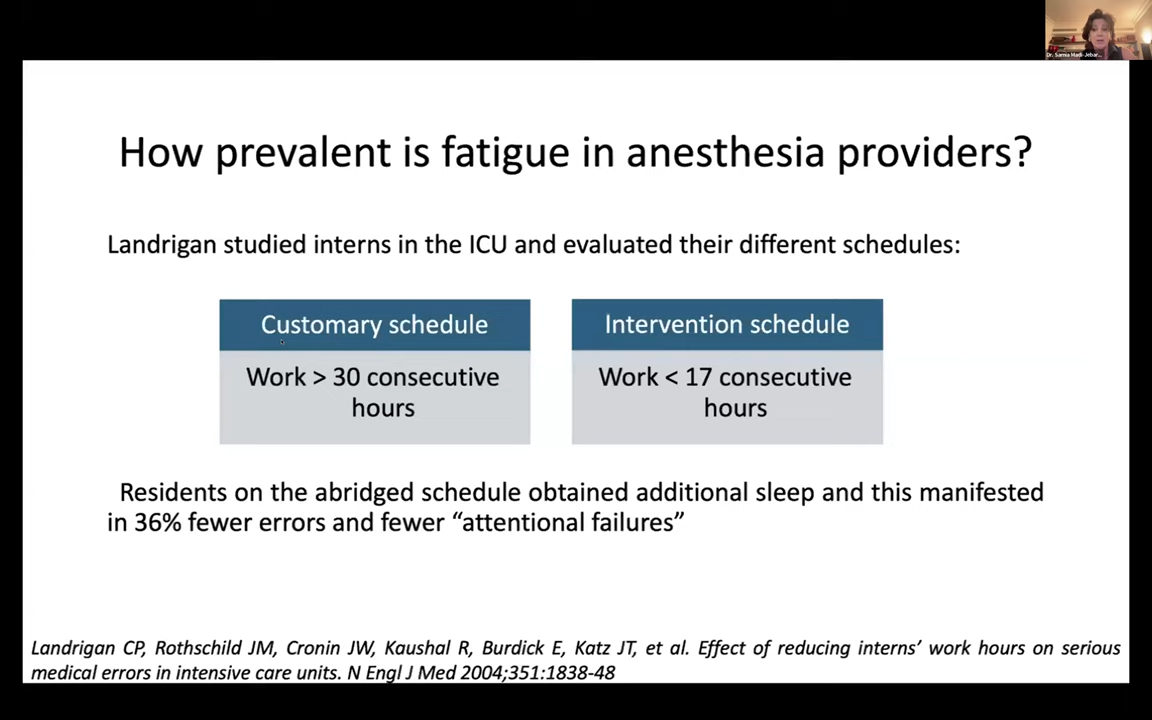 Dr. Samia Madi-Jebar...
How prevalent is fatigue in anesthesia providers?
Landrigan studied interns in the ICU and evaluated their different schedules:
Customary schedule
Work > 30 consecutive
hours
Intervention schedule
Work < 17 consecutive
hours
Residents on the abridged schedule obtained additional sleep and this manifested
in 36% fewer errors and fewer “attentional failures”
Landrigan CP, Rothschild JM, Cronin JW, Kaushal R, Burdick E, Katz JT, et al. Effect of reducing interns’ work hours on serious
medical errors in intensive care units. N Engl J Med 2004;351:1838-48